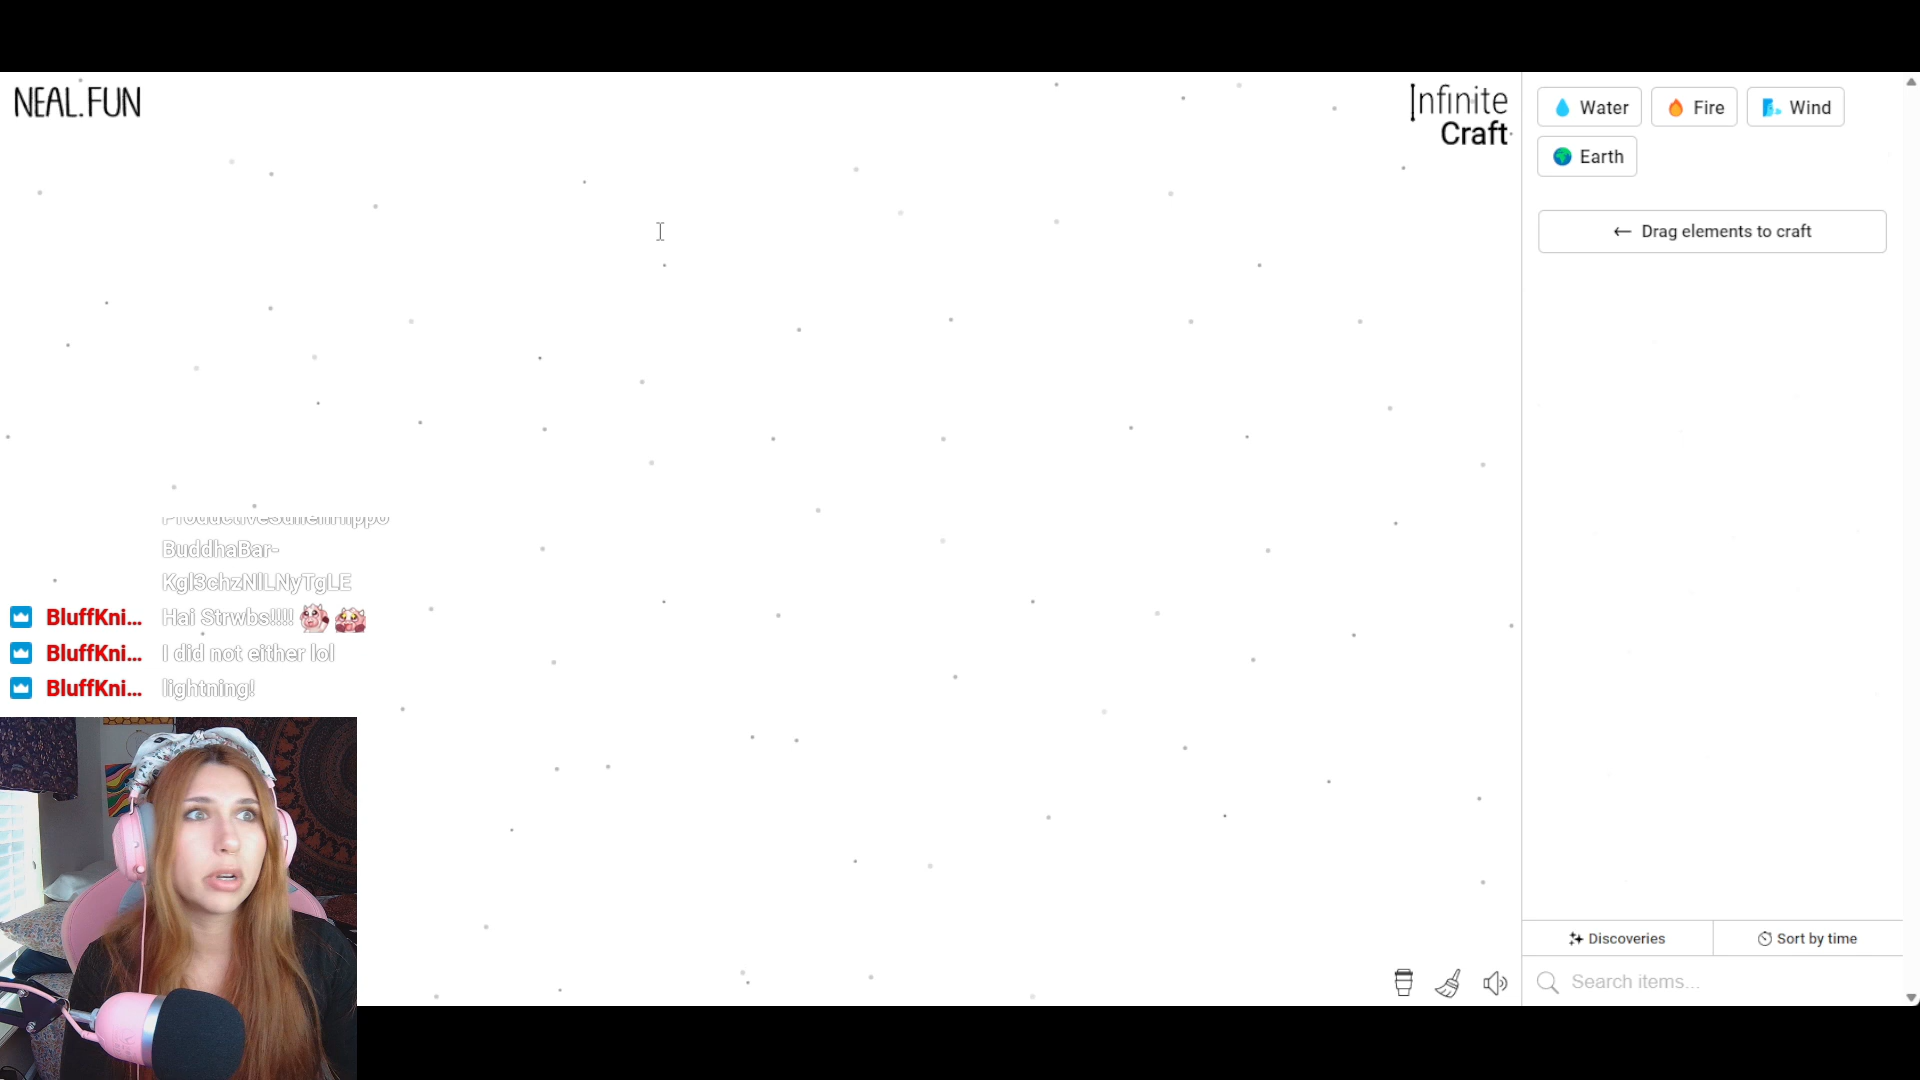 NEAL.FUN
Infinite
Craft
Water
Fire
Wind
Earth
← Drag elements to craft
BuddhaBar-
BluffKni... Hai Strwbs!!!!
BluffKni... I did not either lol
BluffKni... lightning!
Discoveries
Sort by time
Search items...